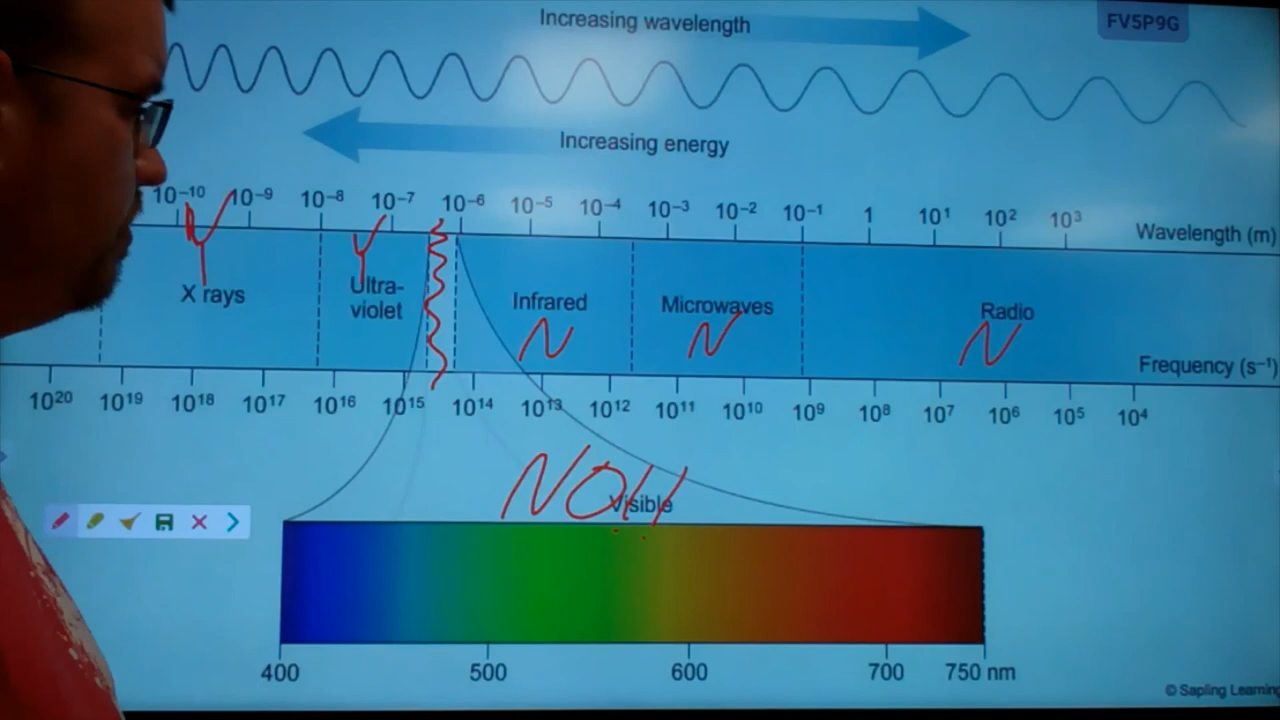 Increasing wavelength
FV5P9G
Increasing energy
10⁻¹⁰ 10⁻⁹ 10⁻⁸ 10⁻⁷ 10⁻⁶ 10⁻⁵ 10⁻⁴ 10⁻³ 10⁻² 10⁻¹ 1 10¹ 10² 10³
Wavelength (m)
Y Y
X rays
Ultra-
violet
Infrared
Microwaves
Radio
N N N
Frequency (s⁻¹)
10²⁰ 10¹⁹ 10¹⁸ 10¹⁷ 10¹⁶ 10¹⁵ 10¹⁴ 10¹³ 10¹² 10¹¹ 10¹⁰ 10⁹ 10⁸ 10⁷ 10⁶ 10⁵ 10⁴
NO!!
Visible
400 500 600 700 750 nm
© Sapling Learning